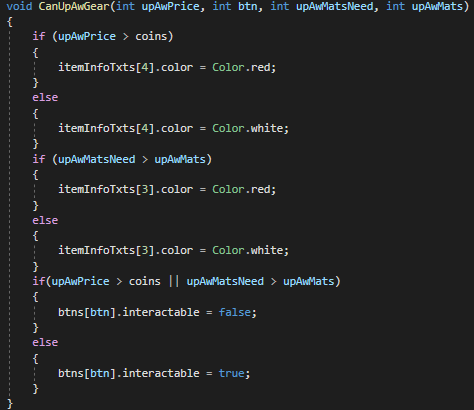 void CanUpAwGear(int upAwPrice, int btn, int upAwMatsNeed, int upAwMats)
{
    if (upAwPrice > coins)
    {
        itemInfoTxts[4].color = Color.red;
    }
    else
    {
        itemInfoTxts[4].color = Color.white;
    }
    if (upAwMatsNeed > upAwMats)
    {
        itemInfoTxts[3].color = Color.red;
    }
    else
    {
        itemInfoTxts[3].color = Color.white;
    }
    if(upAwPrice > coins || upAwMatsNeed > upAwMats)
    {
        btns[btn].interactable = false;
    }
    else
    {
        btns[btn].interactable = true;
    }
}